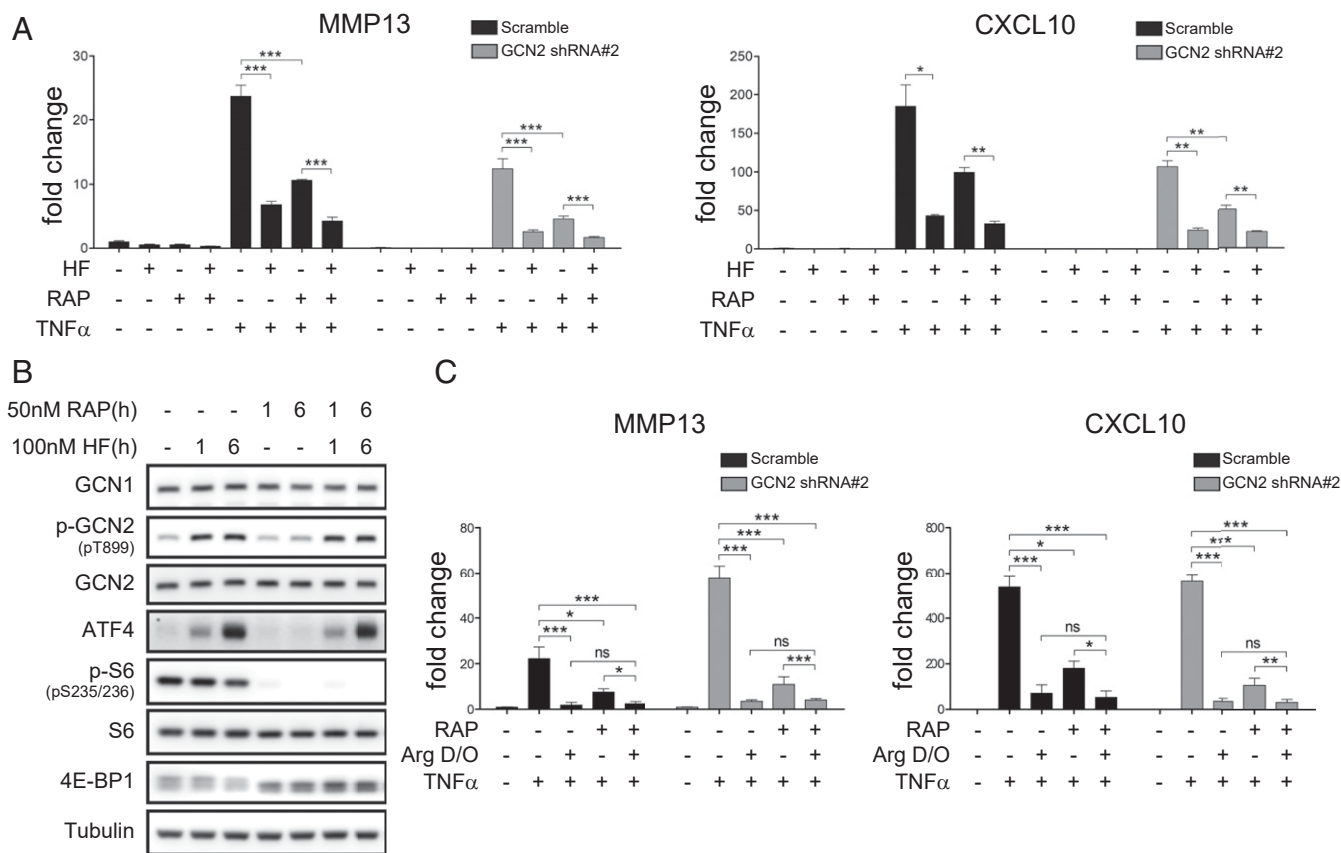 A
MMP13
Scramble
GCN2 shRNA#2
fold change
30
20
10
0
*** *** *** *** *** ***
HF - + - + - + - + - + - + - + - +
RAP - - + + - - + + - - + + - - + +
TNFα - - - - + + + + - - - - + + + +
CXCL10
Scramble
GCN2 shRNA#2
fold change
250
200
150
100
50
0
* ** ** ** **
HF - + - + - + - + - + - + - + - +
RAP - - + + - - + + - - + + - - + +
TNFα - - - - + + + + - - - - + + + +
B
50nM RAP(h) - - - 1 6 1 6
100nM HF(h) - 1 6 - - 1 6
GCN1
p-GCN2
(pT899)
GCN2
ATF4
p-S6
(pS235/236)
S6
4E-BP1
Tubulin
C
MMP13
Scramble
GCN2 shRNA#2
fold change
80
60
40
20
0
*** * *** ns * *** *** *** ns ***
RAP - - - + + - - - + +
Arg D/O - - + - + - - + - +
TNFα - + + + + - + + + +
CXCL10
Scramble
GCN2 shRNA#2
fold change
800
600
400
200
0
*** * *** ns * *** *** *** ns **
RAP - - - + + - - - + +
Arg D/O - - + - + - - + - +
TNFα - + + + + - + + + +